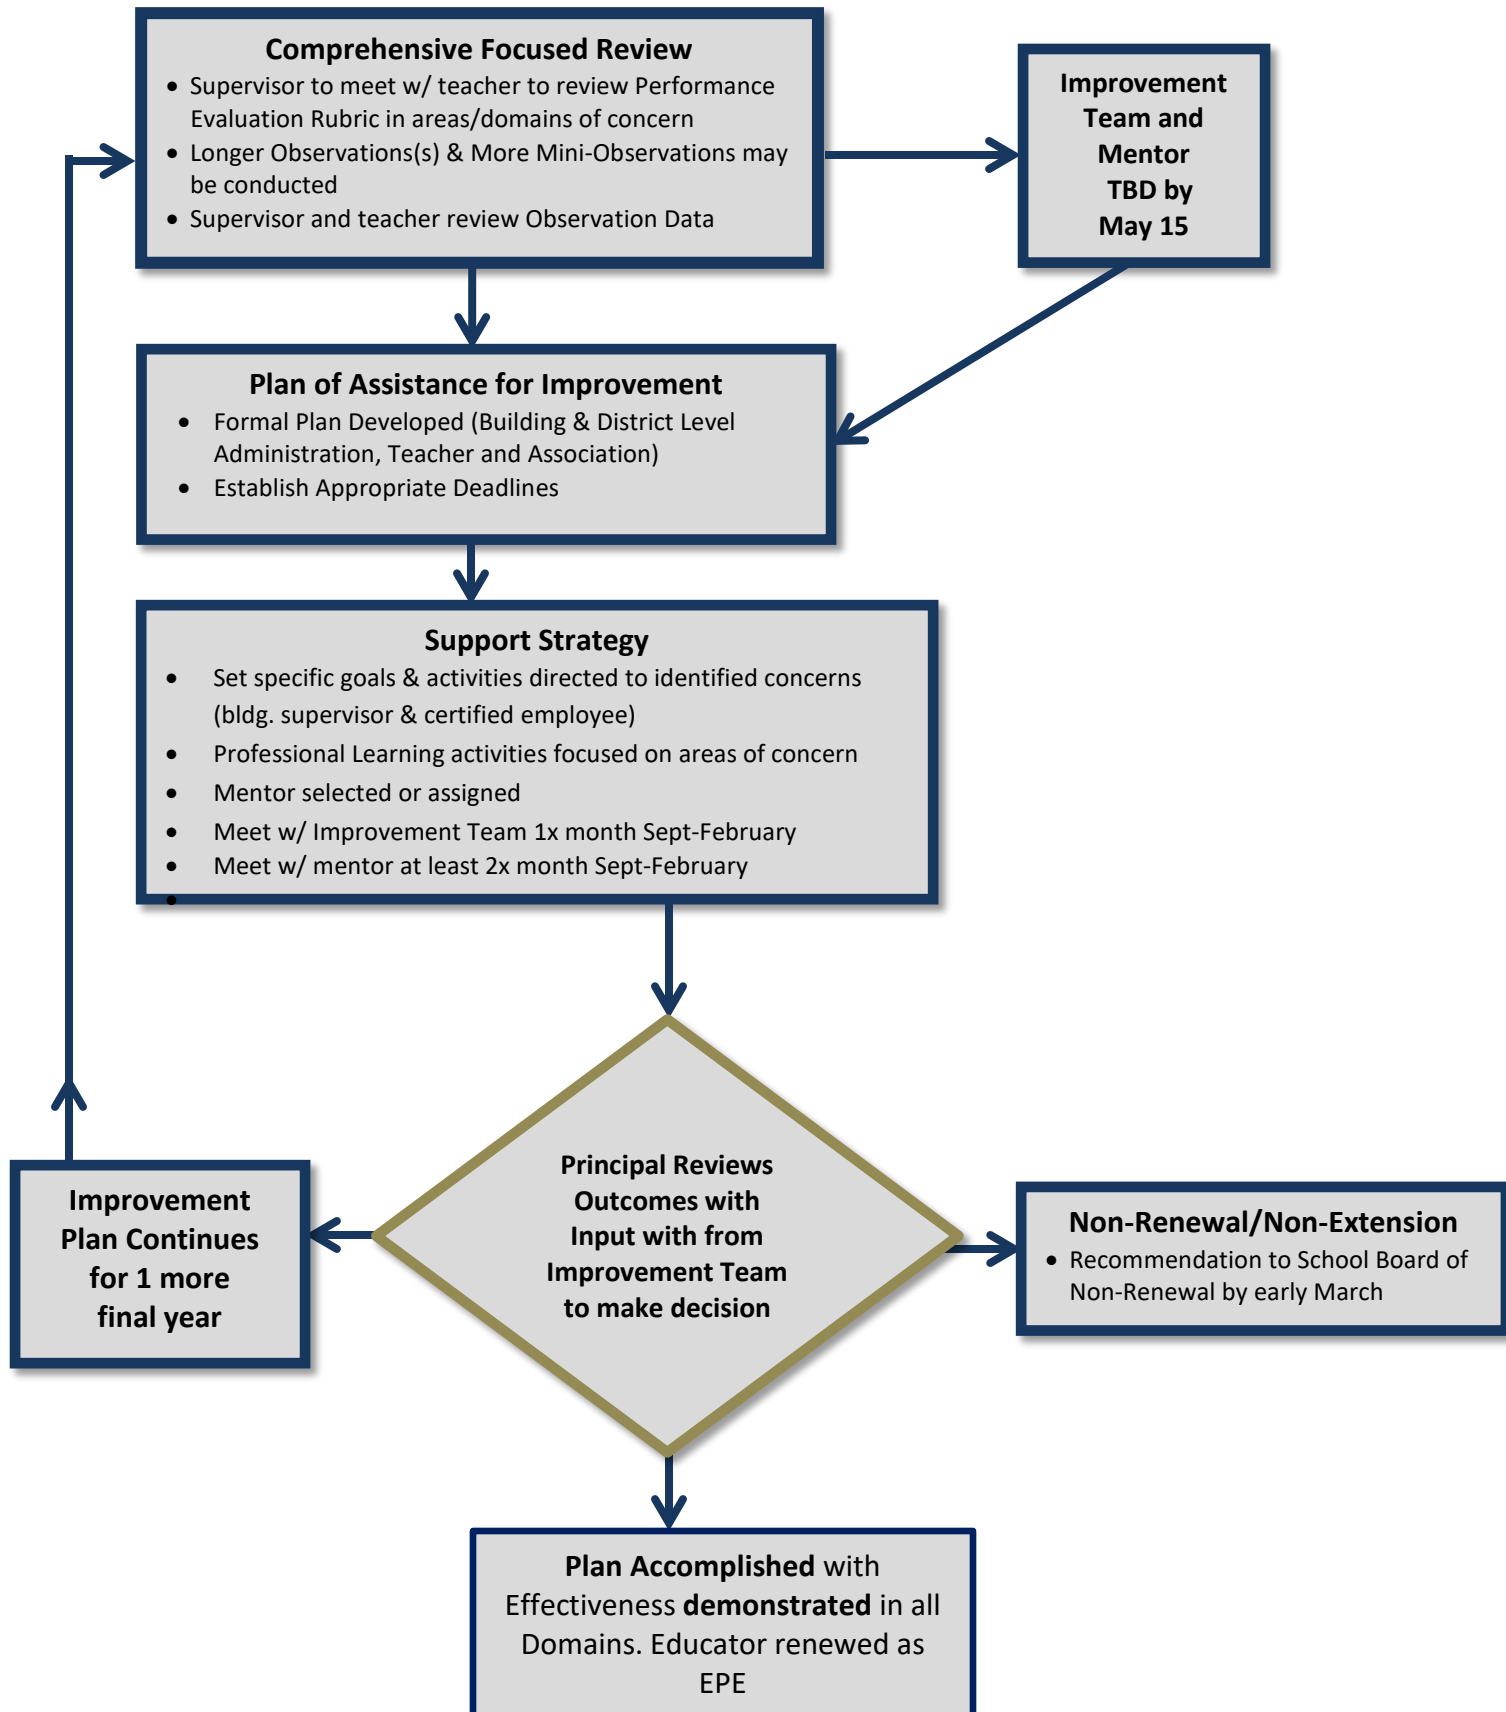 Comprehensive Focused Review
• Supervisor to meet w/ teacher to review Performance
Evaluation Rubric in areas/domains of concern
• Longer Observations(s) & More Mini-Observations may
be conducted
• Supervisor and teacher review Observation Data
Improvement
Team and
Mentor
TBD by
May 15
Plan of Assistance for Improvement
• Formal Plan Developed (Building & District Level
Administration, Teacher and Association)
• Establish Appropriate Deadlines
Support Strategy
• Set specific goals & activities directed to identified concerns
(bldg. supervisor & certified employee)
• Professional Learning activities focused on areas of concern
• Mentor selected or assigned
• Meet w/ Improvement Team 1x month Sept-February
• Meet w/ mentor at least 2x month Sept-February
•
Improvement
Plan Continues
for 1 more
final year
Principal Reviews
Outcomes with
Input with from
Improvement Team
to make decision
Non-Renewal/Non-Extension
• Recommendation to School Board of
Non-Renewal by early March
Plan Accomplished with
Effectiveness demonstrated in all
Domains. Educator renewed as
EPE